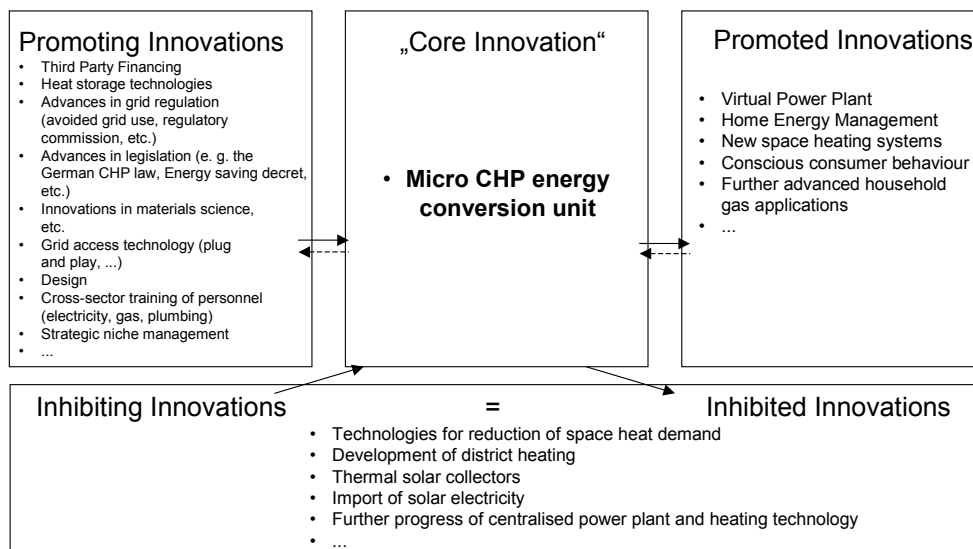 Promoting Innovations
• Third Party Financing
• Heat storage technologies
• Advances in grid regulation
(avoided grid use, regulatory
commission, etc.)
• Advances in legislation (e. g. the
German CHP law, Energy saving decret,
etc.)
• Innovations in materials science,
etc.
• Grid access technology (plug
and play, ...)
• Design
• Cross-sector training of personnel
(electricity, gas, plumbing)
• Strategic niche management
• ...
„Core Innovation“
• Micro CHP energy
conversion unit
Promoted Innovations
• Virtual Power Plant
• Home Energy Management
• New space heating systems
• Conscious consumer behaviour
• Further advanced household
gas applications
• ...
Inhibiting Innovations = Inhibited Innovations
• Technologies for reduction of space heat demand
• Development of district heating
• Thermal solar collectors
• Import of solar electricity
• Further progress of centralised power plant and heating technology
• ...